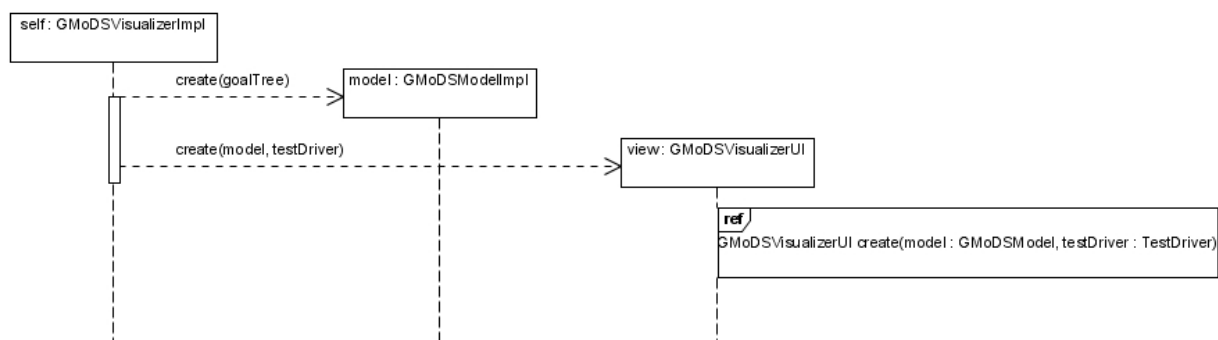 self : GMoDSVisualizerImpl
create(goalTree)
model : GMoDSModelImpl
create(model, testDriver)
view : GMoDSVisualizerUI
ref
GMoDSVisualizerUI create(model : GMoDSModel, testDriver : TestDriver)